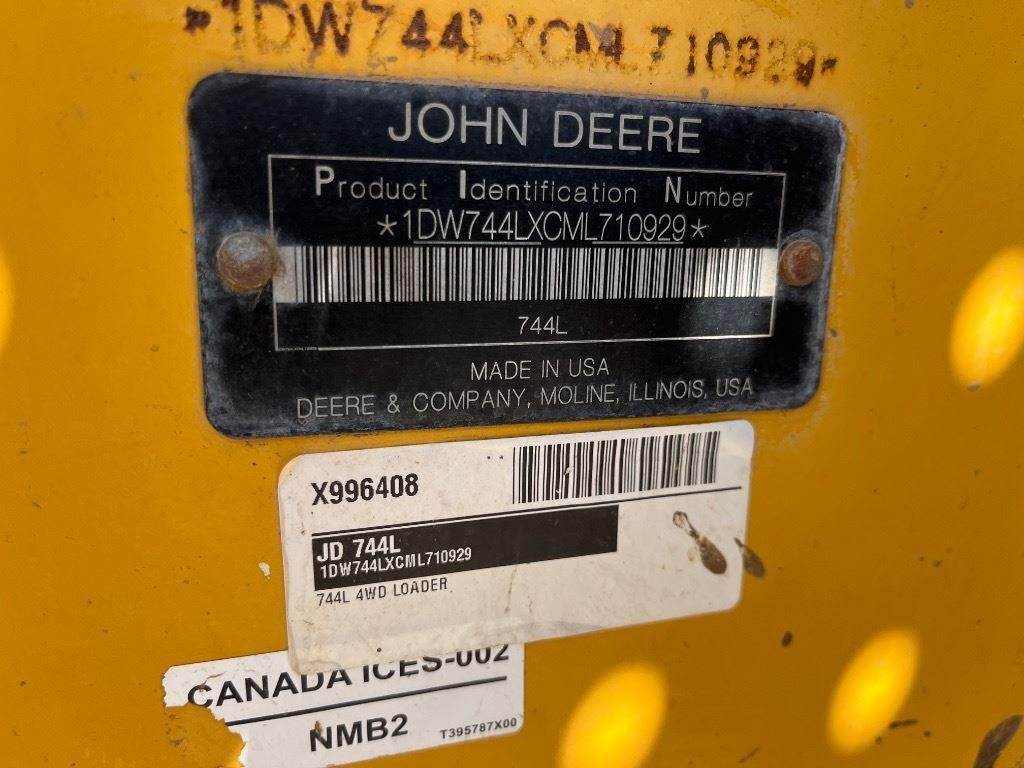 *1DW744LXCML710929*
JOHN DEERE
Product Identification Number
*1DW744LXCML710929*
744L
MADE IN USA
DEERE & COMPANY, MOLINE, ILLINOIS, USA
X996408
JD 744L
1DW744LXCML710929
744L 4WD LOADER
CANADA ICES-002
NMB2 T395787X00